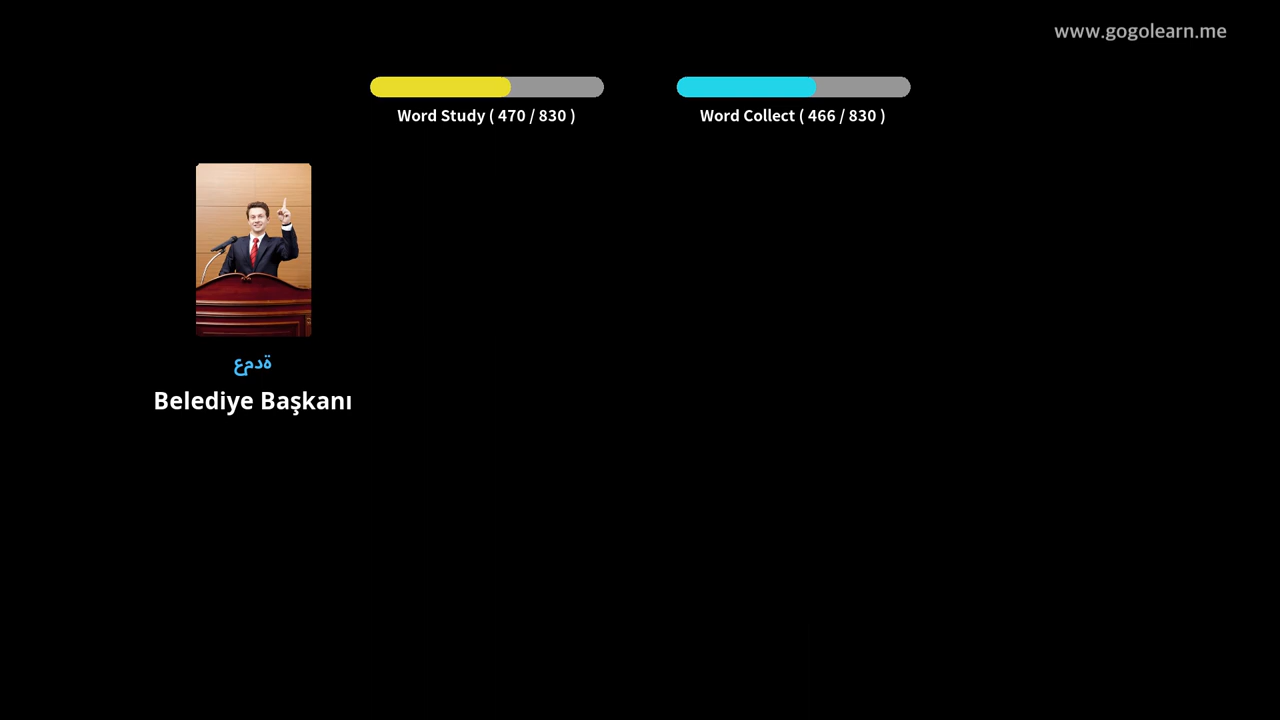 www.gogolearn.me
Word Study ( 470 / 830 )
Word Collect ( 466 / 830 )
عمدة
Belediye Başkanı